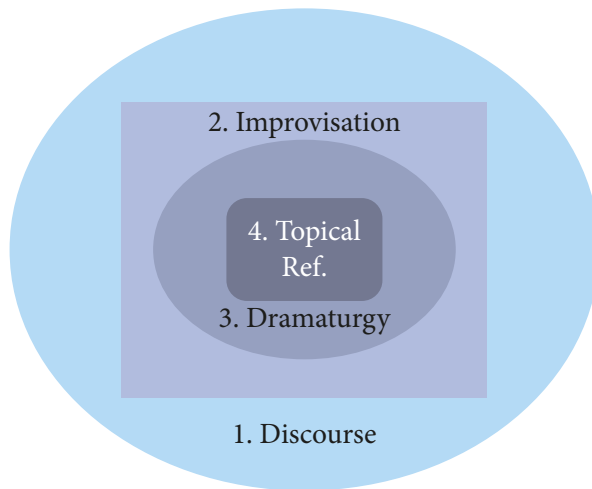 2. Improvisation
4. Topical
Ref.
3. Dramaturgy
1. Discourse